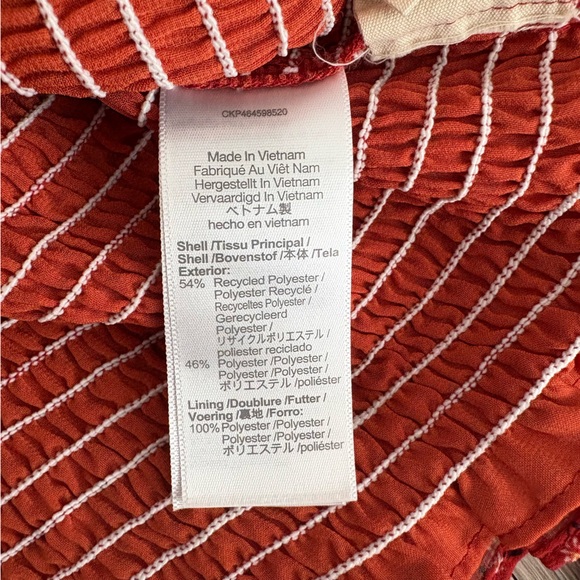 CKP464598520
Made In Vietnam
Fabriqué Au Viêt Nam
Hergestellt In Vietnam
Vervaardigd In Vietnam
ベトナム製
hecho en vietnam
Shell /Tissu Principal /
Shell /Bovenstof /本体 /Tela
Exterior:
54% Recycled Polyester /
Polyester Recyclé /
Recyceltes Polyester /
Gerecycleerd
Polyester /
リサイクルポリエステル /
poliester reciclado
46% Polyester /Polyester /
Polyester /Polyester /
ポリエステル /poliéster
Lining /Doublure /Futter /
Voering /裏地 /Forro:
100% Polyester /Polyester /
Polyester /Polyester /
ポリエステル /poliéster